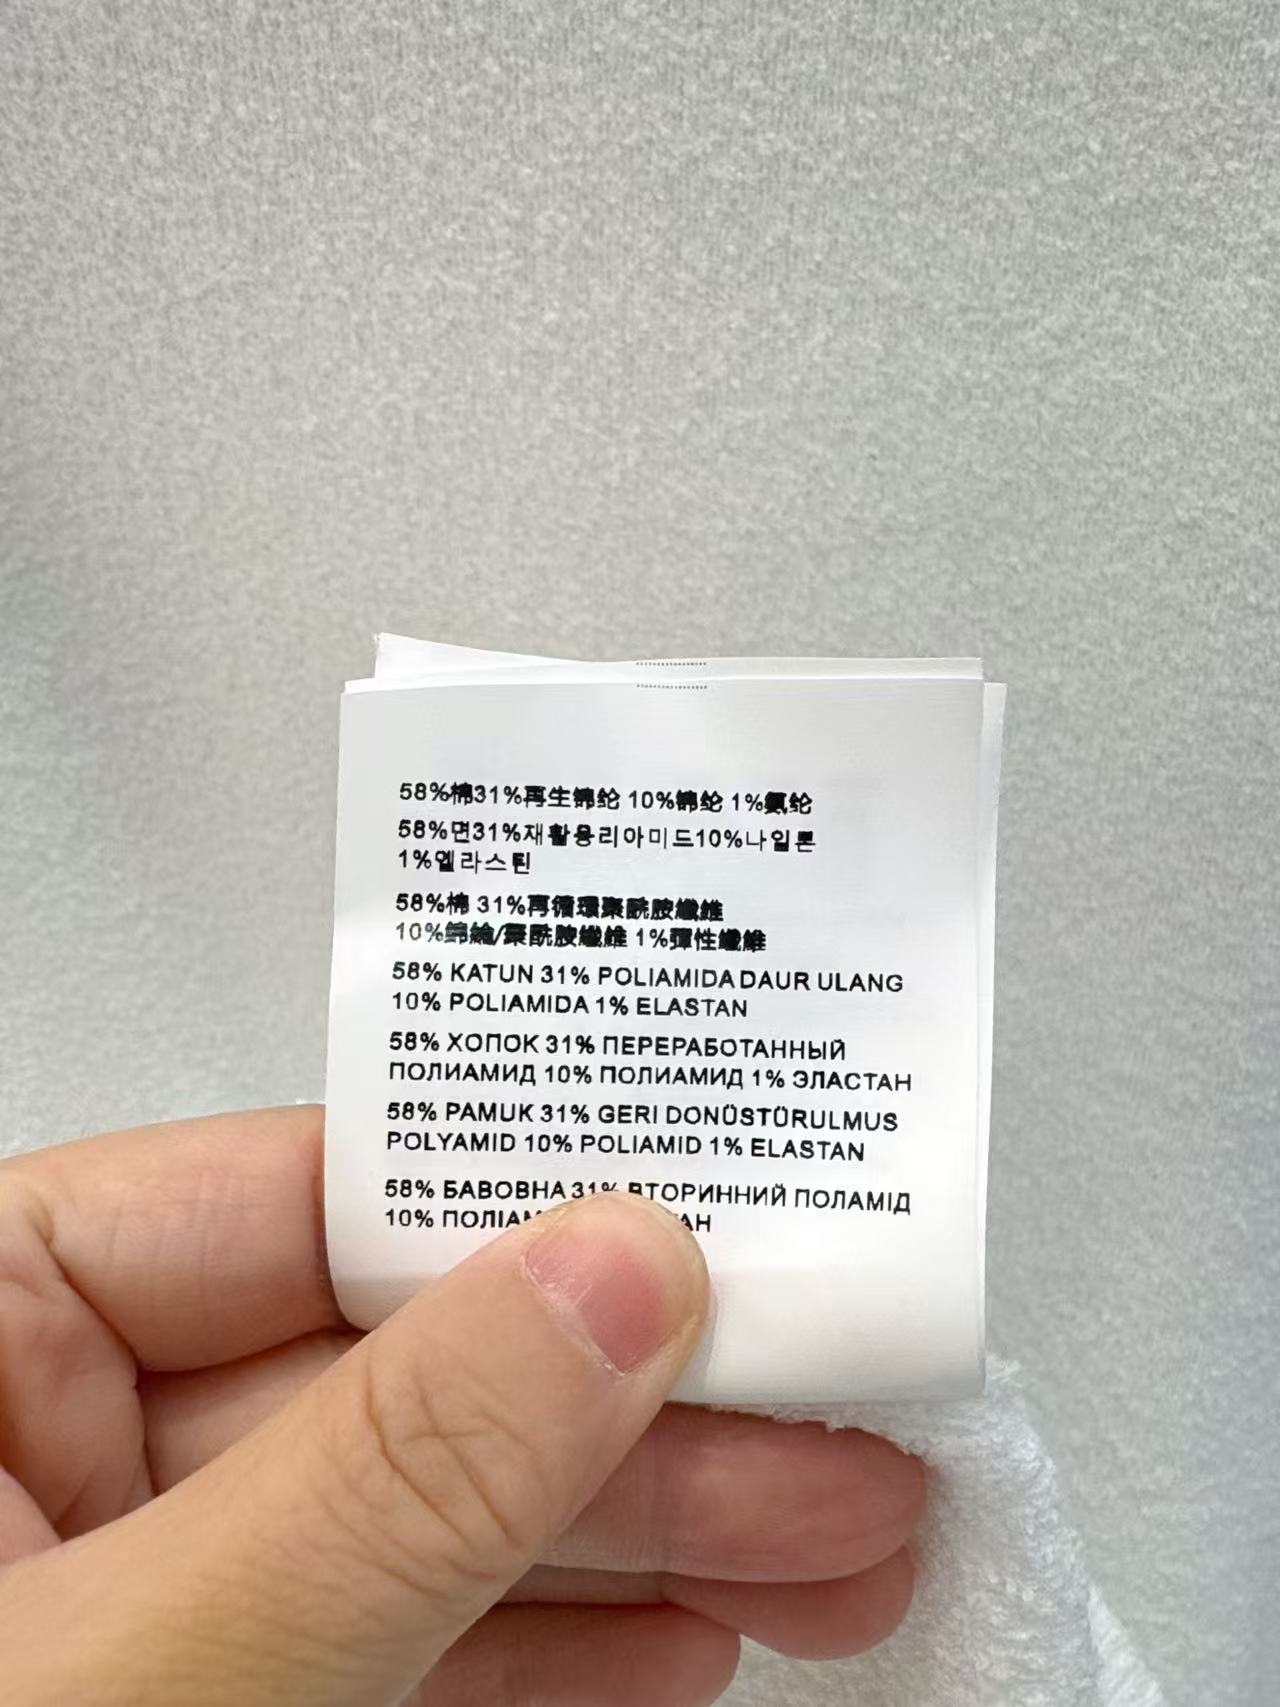 58%棉31%再生锦纶 10%锦纶 1%氨纶
58%면31%재활용리아미드10%나일론
1%엘라스틴
58%棉 31%再循環聚酰胺纖維
10%錦綸/聚酰胺纖維 1%彈性纖維
58% KATUN 31% POLIAMIDA DAUR ULANG
10% POLIAMIDA 1% ELASTAN
58% ХОПОК 31% ПЕРЕРАБОТАННЫЙ
ПОЛИАМИД 10% ПОЛИАМИД 1% ЭЛАСТАН
58% PAMUK 31% GERI DONÜSTÜRULMUS
POLYAMID 10% POLIAMID 1% ELASTAN
58% БАВОВНА 31% ВТОРИННИЙ ПОЛАМІД
10%